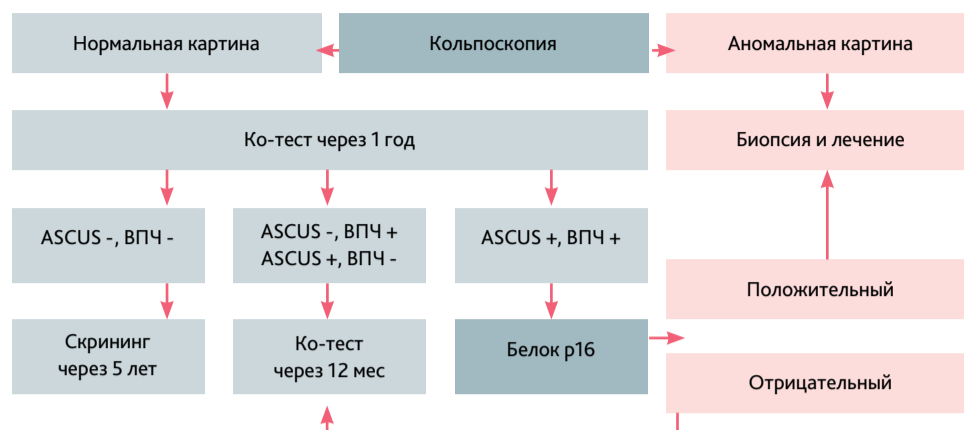 Нормальная картина
Кольпоскопия
Аномальная картина
Ко-тест через 1 год
Биопсия и лечение
ASCUS -, ВПЧ -
ASCUS -, ВПЧ +
ASCUS +, ВПЧ -
ASCUS +, ВПЧ +
Положительный
Скрининг
через 5 лет
Ко-тест
через 12 мес
Белок p16
Отрицательный